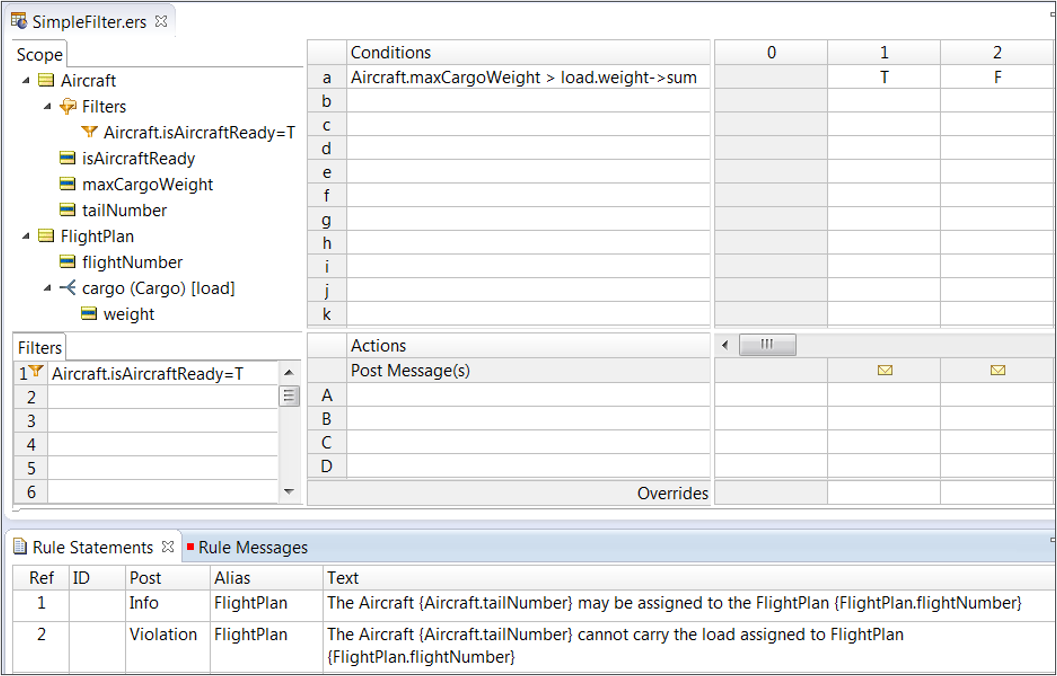 SimpleFilter.ers
Scope
Aircraft
Filters
Aircraft.isAircraftReady=T
isAircraftReady
maxCargoWeight
tailNumber
FlightPlan
flightNumber
cargo (Cargo) [load]
weight
Filters
1 Aircraft.isAircraftReady=T
2
3
4
5
6
Conditions 0 1 2
a Aircraft.maxCargoWeight > load.weight->sum T F
b
c
d
e
f
g
h
i
j
k
Actions
Post Message(s)
A
B
C
D
Overrides
Rule Statements Rule Messages
Ref ID Post Alias Text
1 Info FlightPlan The Aircraft {Aircraft.tailNumber} may be assigned to the FlightPlan {FlightPlan.flightNumber}
2 Violation FlightPlan The Aircraft {Aircraft.tailNumber} cannot carry the load assigned to FlightPlan
{FlightPlan.flightNumber}